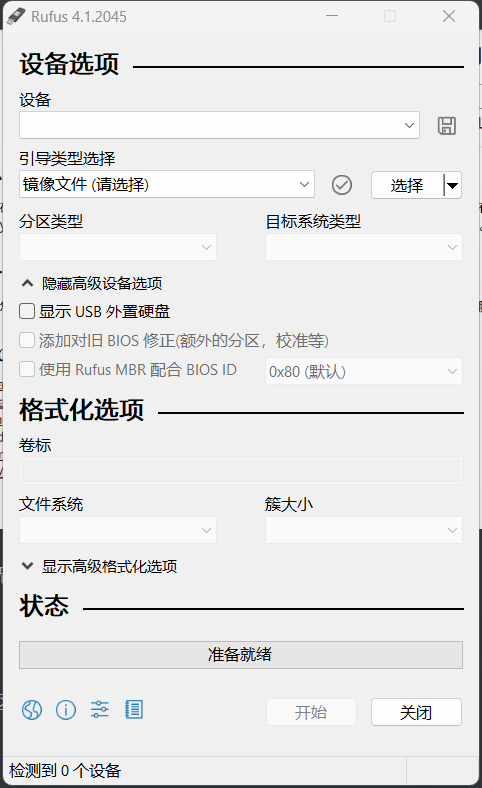 Rufus 4.1.2045
设备选项
设备
引导类型选择
镜像文件 (请选择)
选择
分区类型
目标系统类型
隐藏高级设备选项
显示 USB 外置硬盘
添加对旧 BIOS 修正(额外的分区，校准等)
使用 Rufus MBR 配合 BIOS ID
0x80 (默认)
格式化选项
卷标
文件系统
簇大小
显示高级格式化选项
状态
准备就绪
开始
关闭
检测到 0 个设备